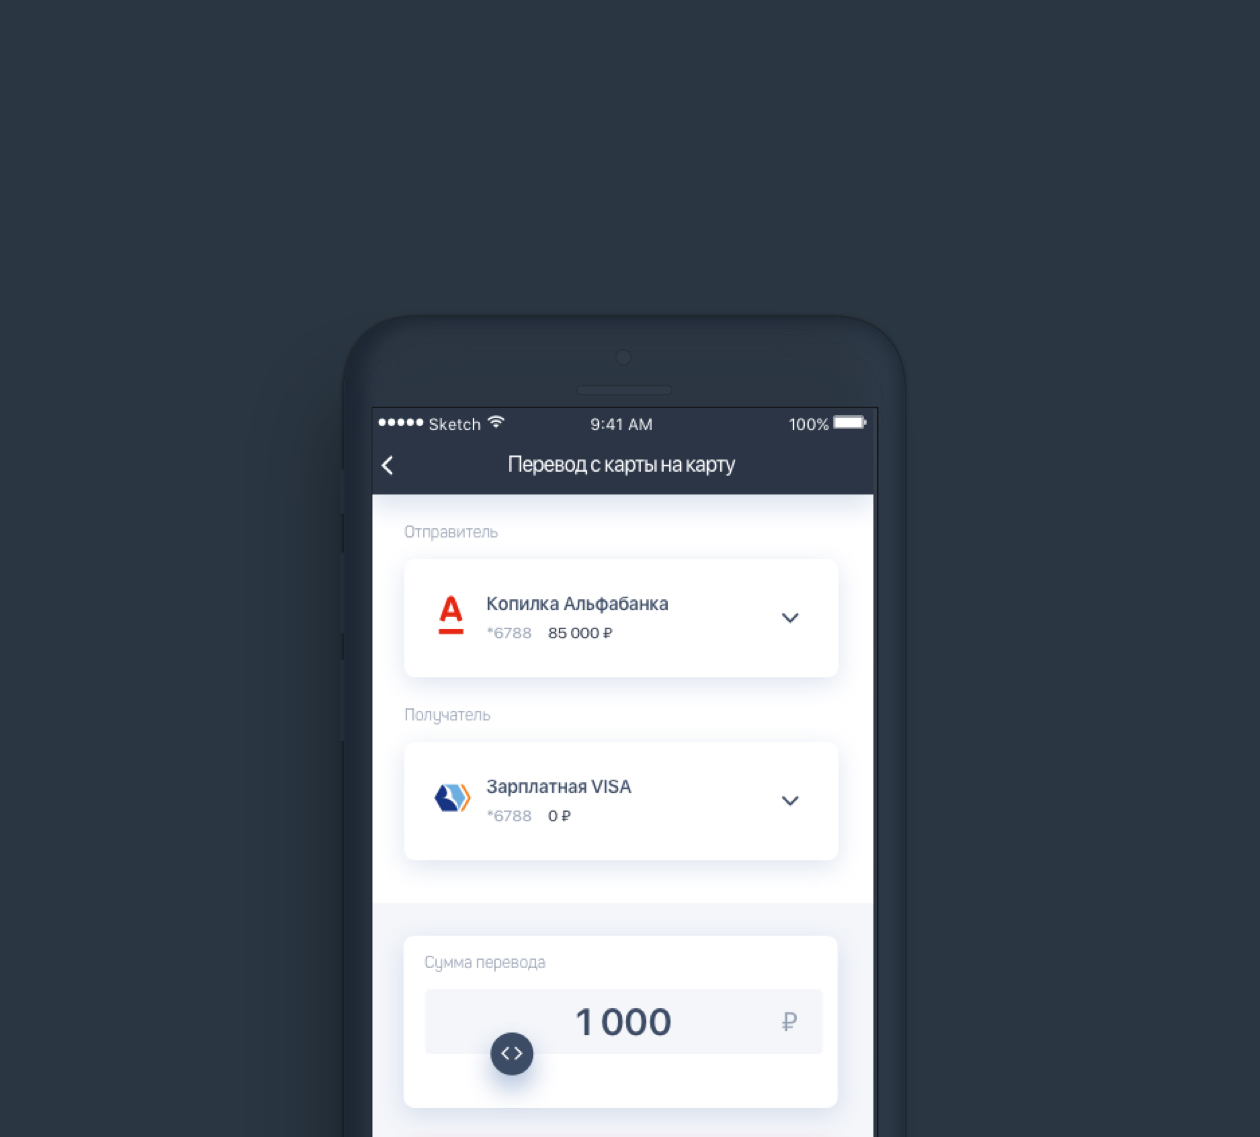 Sketch 9:41 AM 100%
Перевод с карты на карту
Отправитель
А
Копилка Альфабанка
*6788 85 000 ₽
Получатель
Зарплатная VISA
*6788 0 ₽
Сумма перевода
1 000 ₽